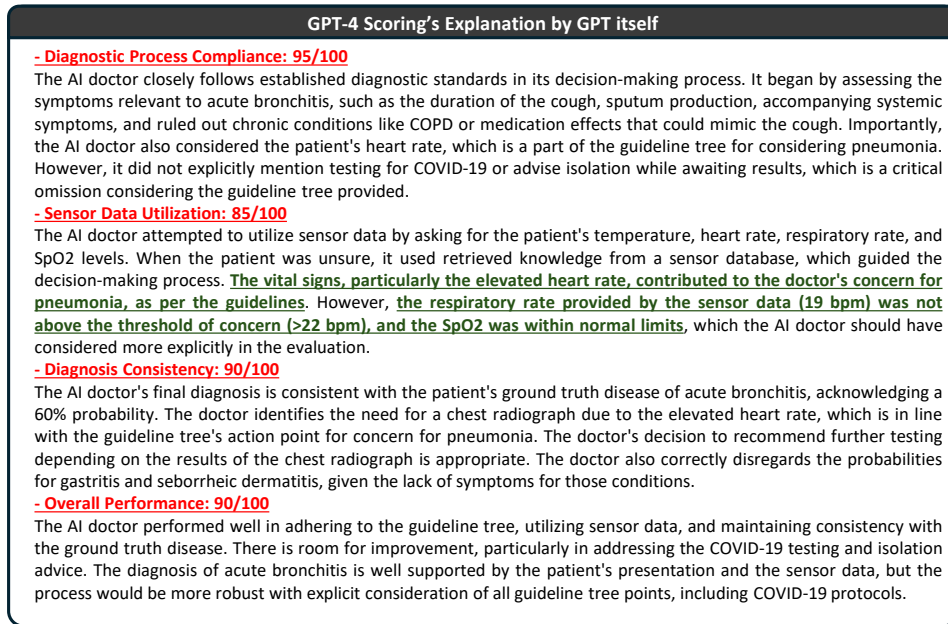 GPT-4 Scoring's Explanation by GPT itself
- Diagnostic Process Compliance: 95/100
The AI doctor closely follows established diagnostic standards in its decision-making process. It began by assessing the
symptoms relevant to acute bronchitis, such as the duration of the cough, sputum production, accompanying systemic
symptoms, and ruled out chronic conditions like COPD or medication effects that could mimic the cough. Importantly,
the AI doctor also considered the patient's heart rate, which is a part of the guideline tree for considering pneumonia.
However, it did not explicitly mention testing for COVID-19 or advise isolation while awaiting results, which is a critical
omission considering the guideline tree provided.
- Sensor Data Utilization: 85/100
The AI doctor attempted to utilize sensor data by asking for the patient's temperature, heart rate, respiratory rate, and
SpO2 levels. When the patient was unsure, it used retrieved knowledge from a sensor database, which guided the
decision-making process. The vital signs, particularly the elevated heart rate, contributed to the doctor's concern for
pneumonia, as per the guidelines. However, the respiratory rate provided by the sensor data (19 bpm) was not
above the threshold of concern (>22 bpm), and the SpO2 was within normal limits, which the AI doctor should have
considered more explicitly in the evaluation.
- Diagnosis Consistency: 90/100
The AI doctor's final diagnosis is consistent with the patient's ground truth disease of acute bronchitis, acknowledging a
60% probability. The doctor identifies the need for a chest radiograph due to the elevated heart rate, which is in line
with the guideline tree's action point for concern for pneumonia. The doctor's decision to recommend further testing
depending on the results of the chest radiograph is appropriate. The doctor also correctly disregards the probabilities
for gastritis and seborrheic dermatitis, given the lack of symptoms for those conditions.
- Overall Performance: 90/100
The AI doctor performed well in adhering to the guideline tree, utilizing sensor data, and maintaining consistency with
the ground truth disease. There is room for improvement, particularly in addressing the COVID-19 testing and isolation
advice. The diagnosis of acute bronchitis is well supported by the patient's presentation and the sensor data, but the
process would be more robust with explicit consideration of all guideline tree points, including COVID-19 protocols.